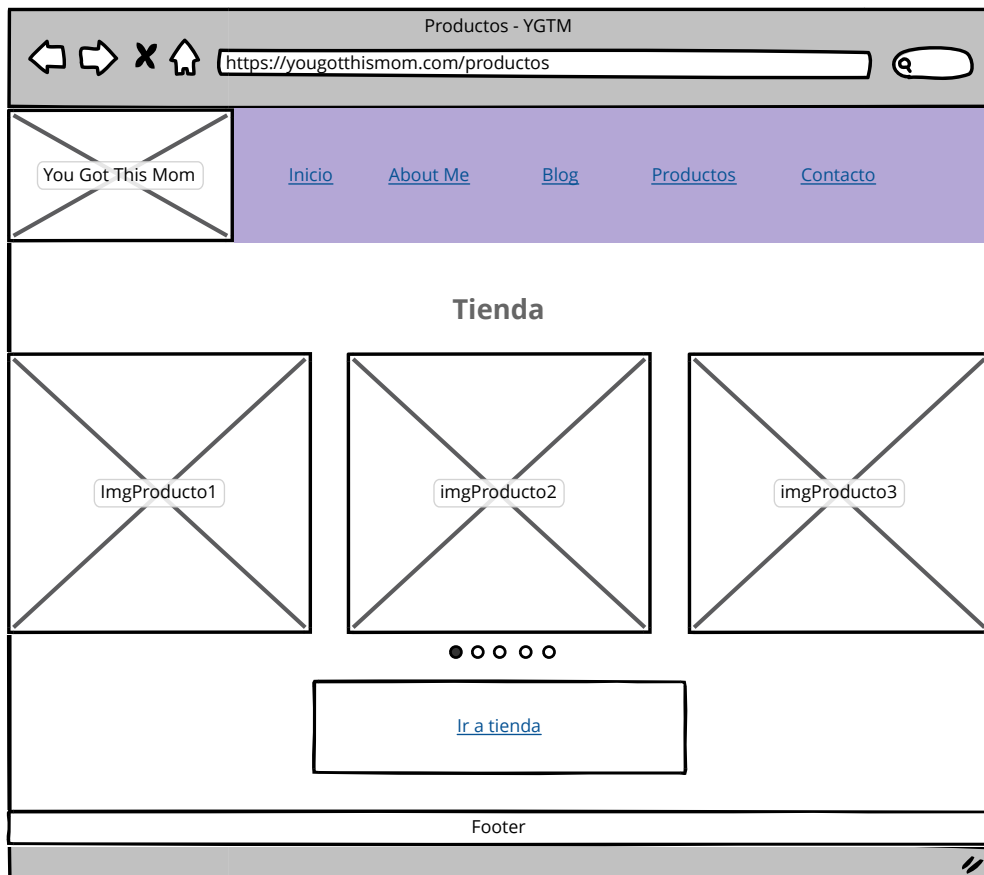 Productos - YGTM
https://yougotthismom.com/productos
You Got This Mom
Inicio About Me Blog Productos Contacto
Tienda
ImgProducto1 imgProducto2 imgProducto3
Ir a tienda
Footer